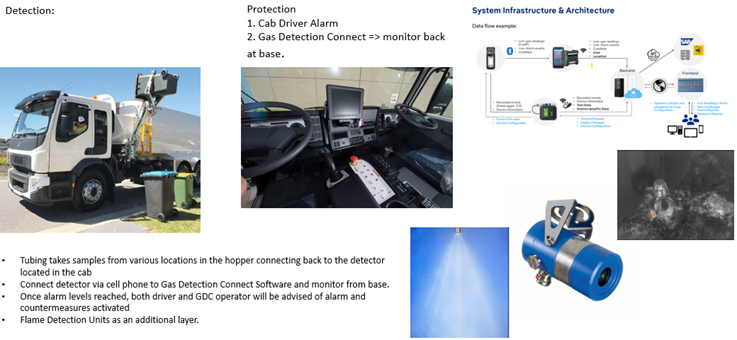 Detection:
Protection
1. Cab Driver Alarm
2. Gas Detection Connect => monitor back
at base.
System Infrastructure & Architecture
Data flow example:
Backend
Frontend
SAP
• Tubing takes samples from various locations in the hopper connecting back to the detector
located in the cab
• Connect detector via cell phone to Gas Detection Connect Software and monitor from base.
• Once alarm levels reached, both driver and GDC operator will be advised of alarm and
countermeasures activated
• Flame Detection Units as an additional layer.